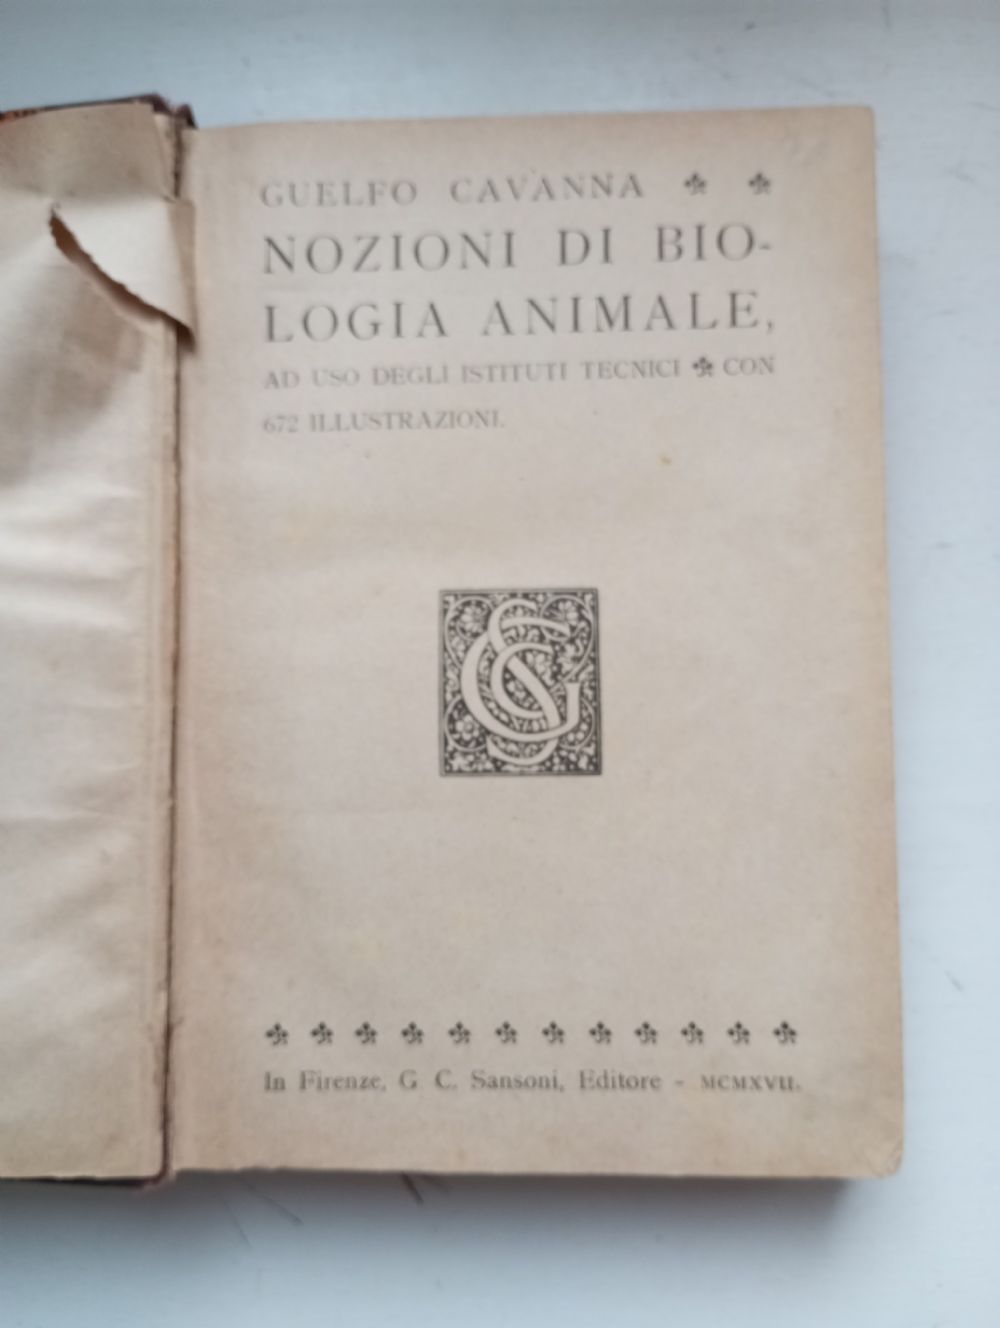 GUELFO CAVANNA
NOZIONI DI BIO-
LOGIA ANIMALE,
AD USO DEGLI ISTITUTI TECNICI CON
672 ILLUSTRAZIONI.
GCS
In Firenze, G. C. Sansoni, Editore - MCMXVII.